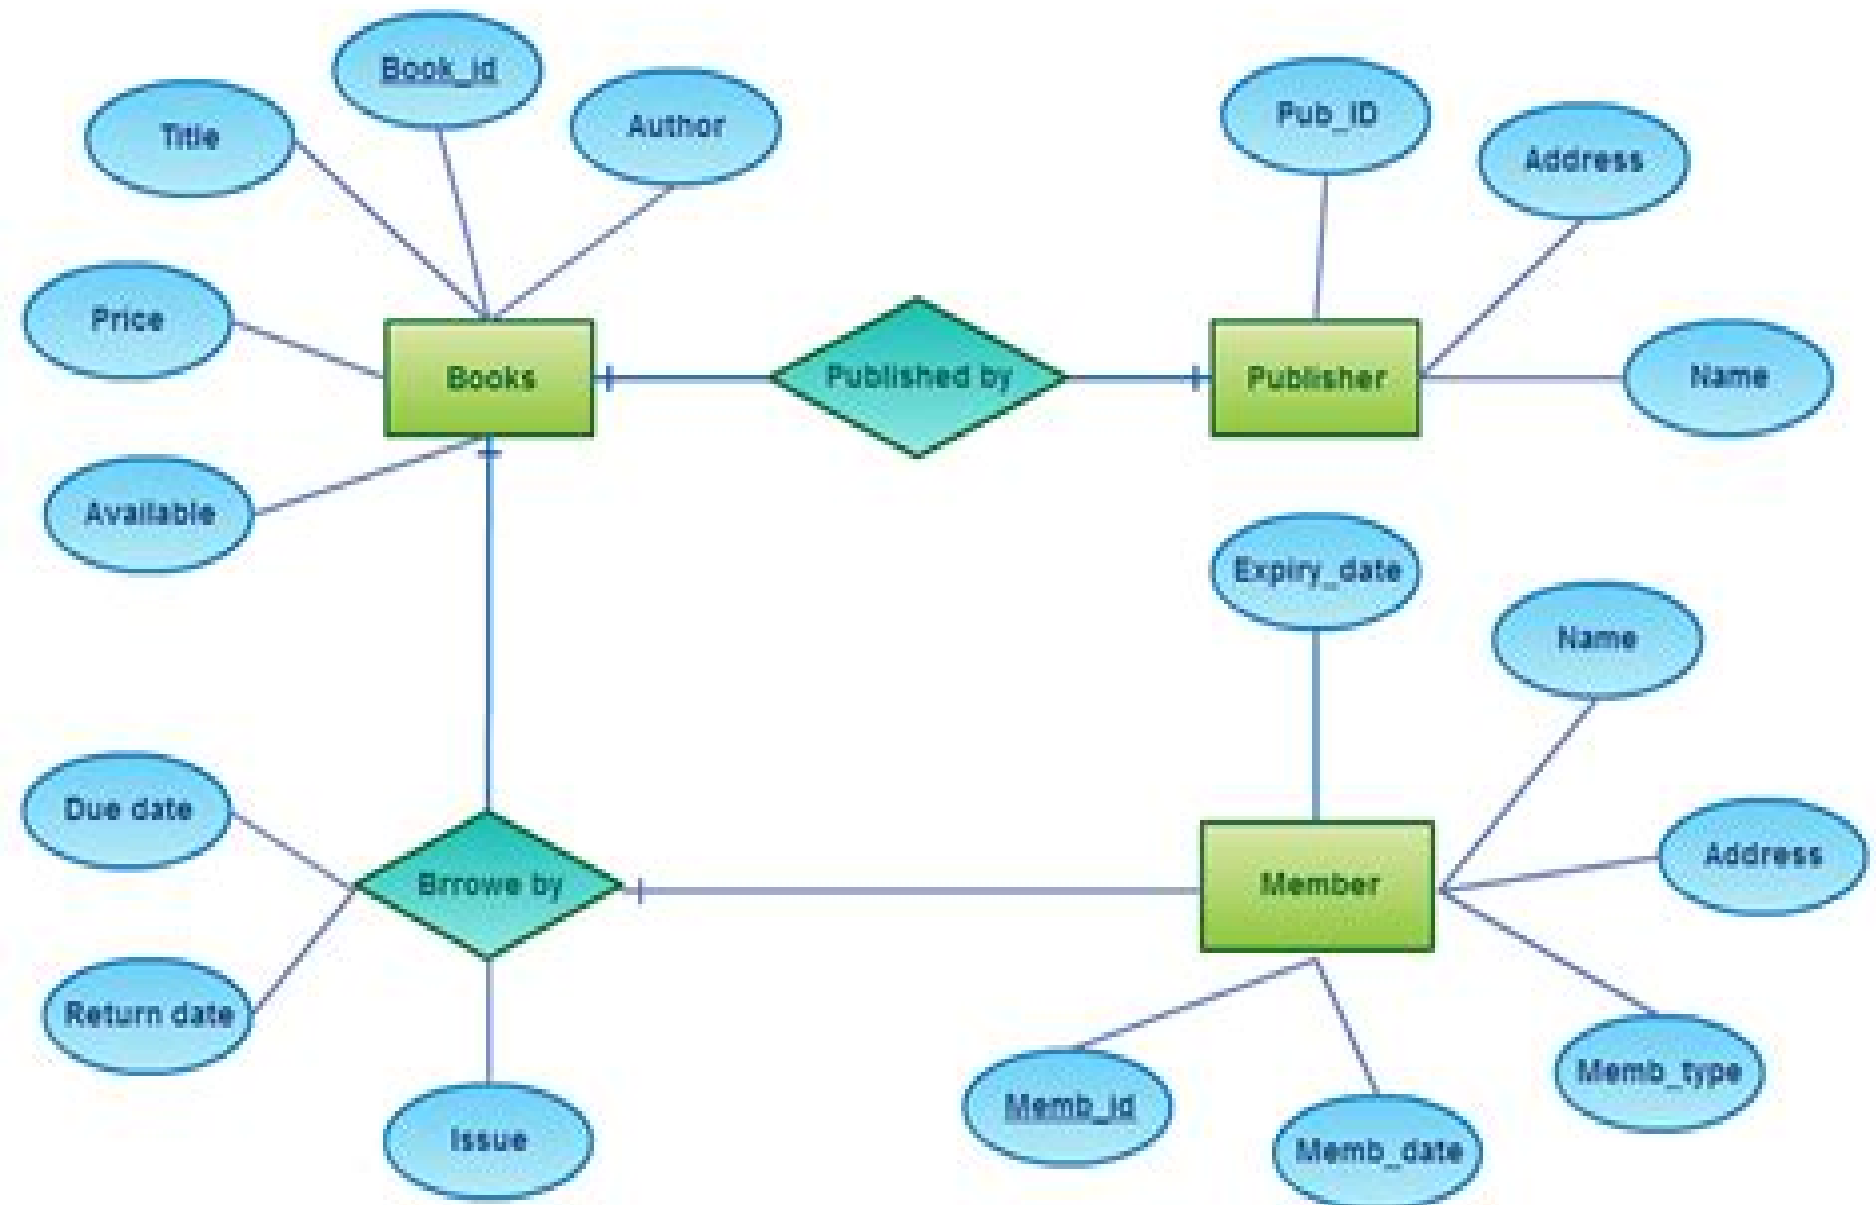 Book_id
Title
Author
Pub_ID
Address
Price
Books
Published by
Publisher
Name
Available
Expiry_date
Name
Due date
Brrowe by
Member
Address
Return date
Issue
Memb_id
Memb_date
Memb_type